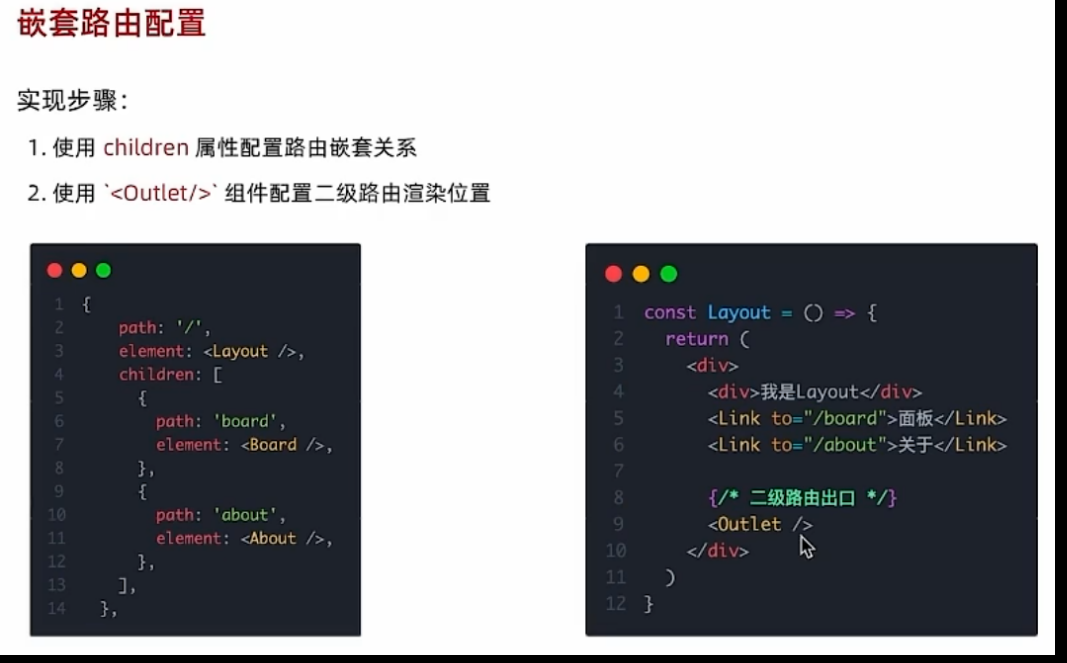 嵌套路由配置
实现步骤：
1. 使用 children 属性配置路由嵌套关系
2. 使用 `<Outlet/>` 组件配置二级路由渲染位置
1 {
2 path: '/',
3 element: <Layout />,
4 children: [
5 {
6 path: 'board',
7 element: <Board />,
8 },
9 {
10 path: 'about',
11 element: <About />,
12 },
13 ],
14 },
1 const Layout = () => {
2 return (
3 <div>
4 <div>我是Layout</div>
5 <Link to="/board">面板</Link>
6 <Link to="/about">关于</Link>
7
8 {/* 二级路由出口 */}
9 <Outlet />
10 </div>
11 )
12 }